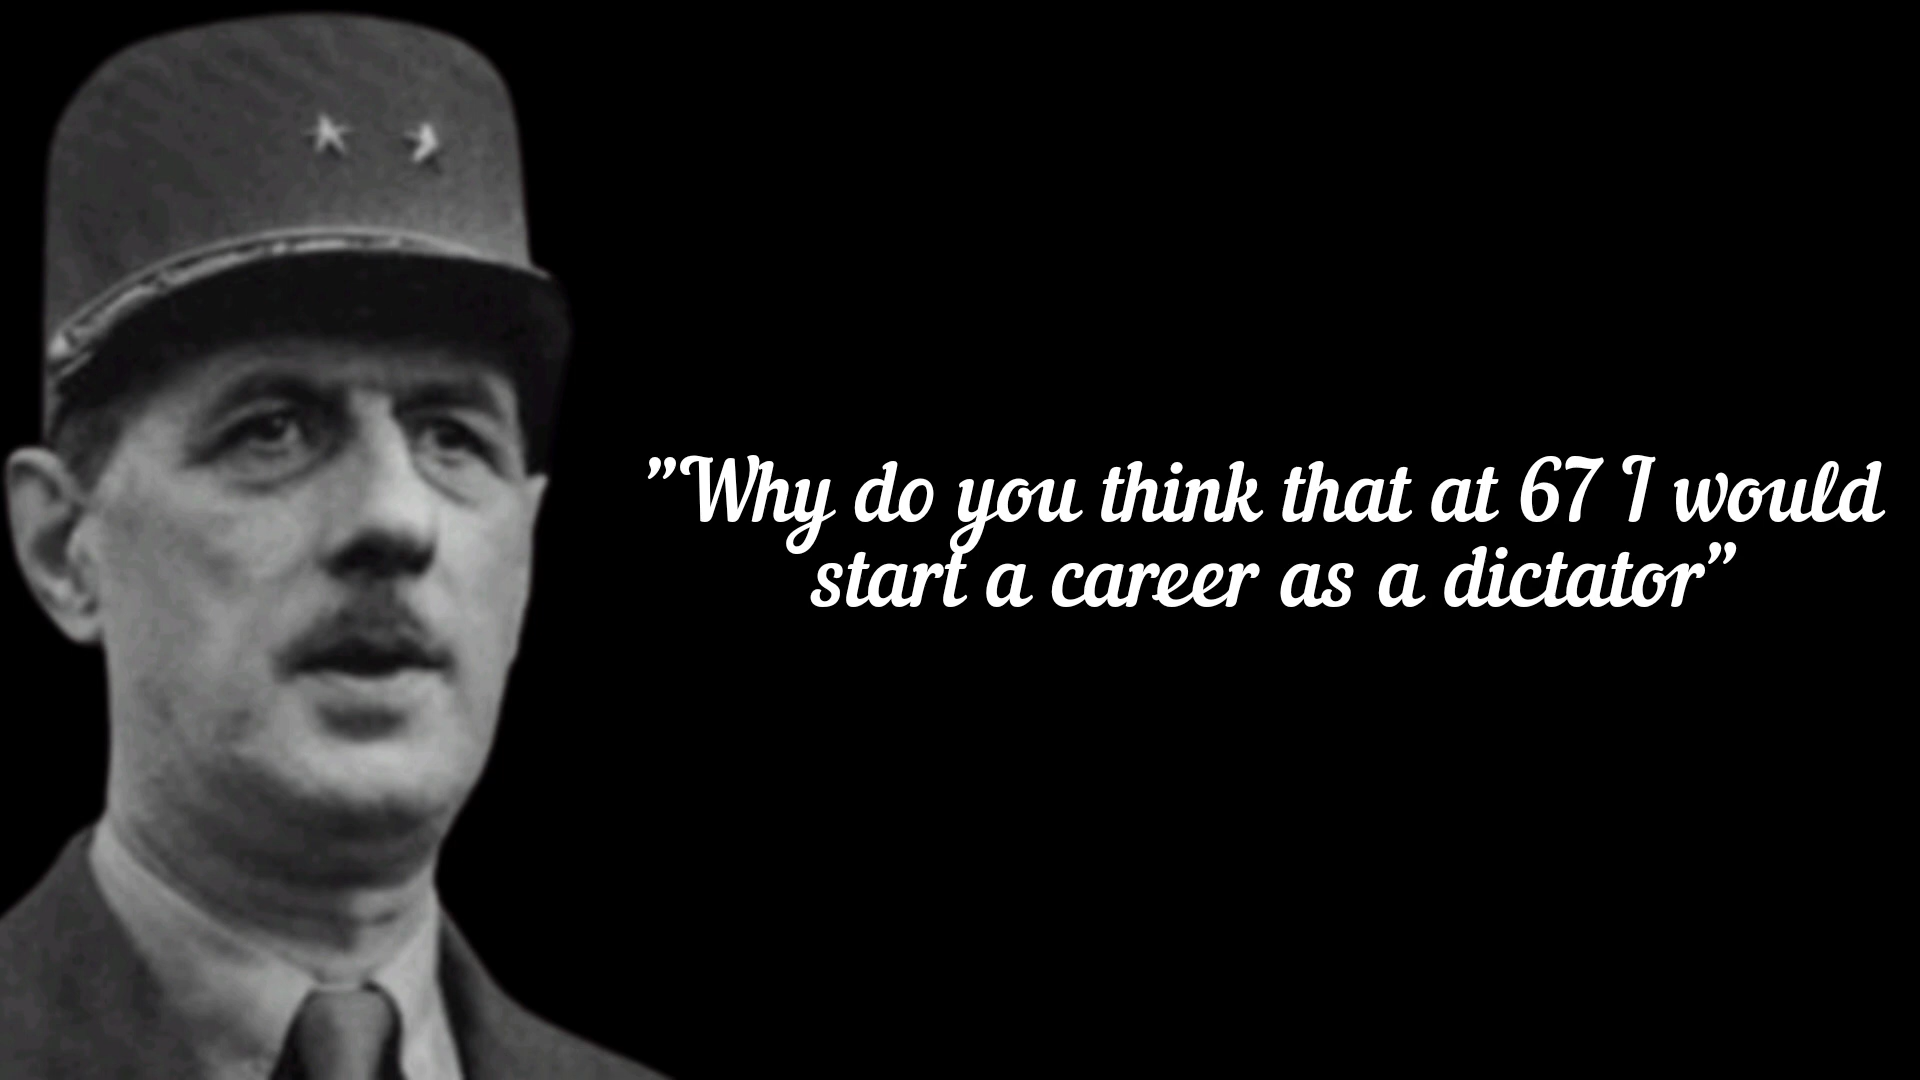 ”Why do you think that at 67 I would
start a career as a dictator”